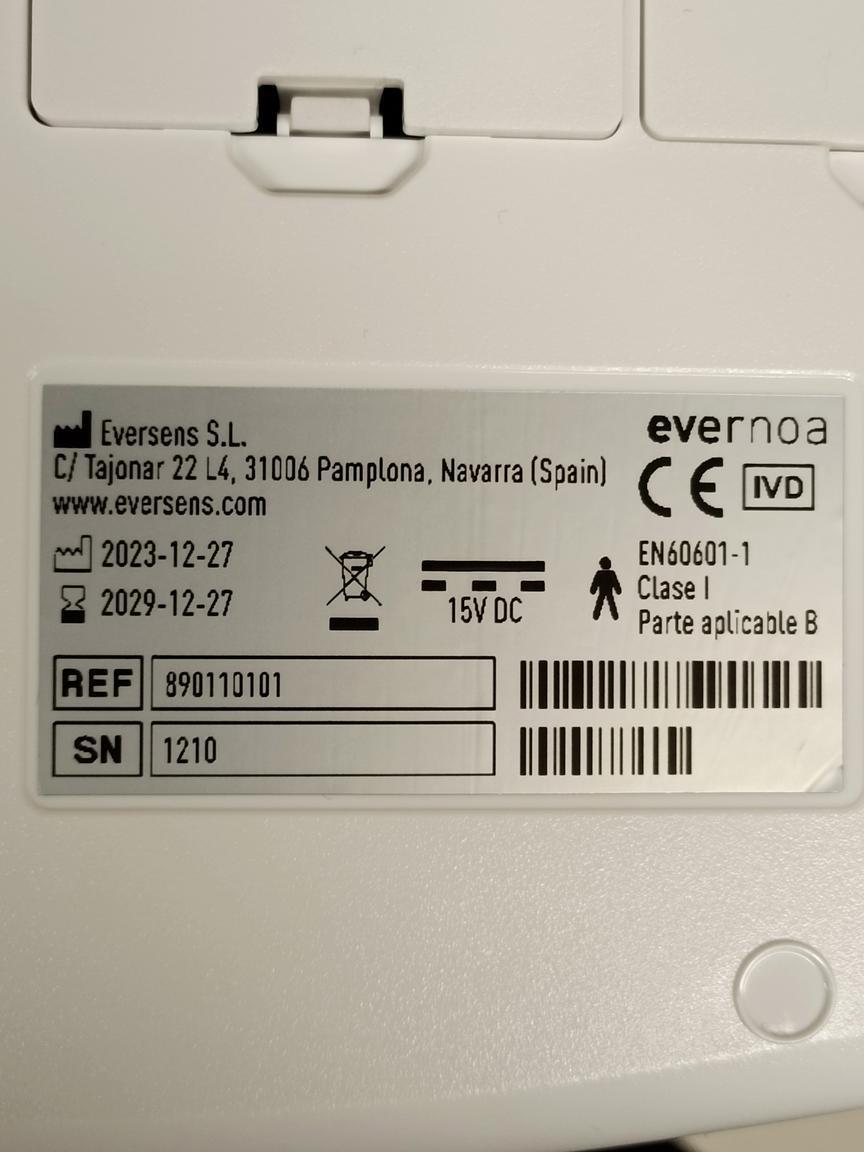 Eversens S.L.
C/ Tajonar 22 L4, 31006 Pamplona, Navarra (Spain)
www.eversens.com
evernoa
CE IVD
2023-12-27
2029-12-27
15V DC
EN60601-1
Clase I
Parte aplicable B
REF 890110101
SN 1210